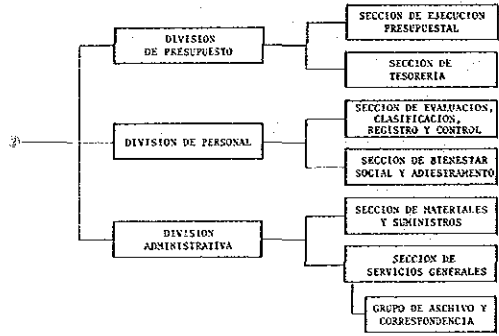 DIVISION
DE PRESUPUESTO
SECCION DE EJECUCION
PRESUPUESTAL
SECCIÓN DE
TESORERIA
DIVISION DE PERSONAL
SECCION DE EVALUACION,
CLASIFICACION,
REGISTRO Y CONTROL
SECCION DE BIENESTAR
SOCIAL Y ADIESTRAMENTO
DIVISION
ADMINISTRATIVA
SECCION DE MATERIALES
Y SUMINISTROS
SECCION DE
SERVICIOS GENERALES
GRUPO DE ARCHIVO Y
CORRESPONDENCIA